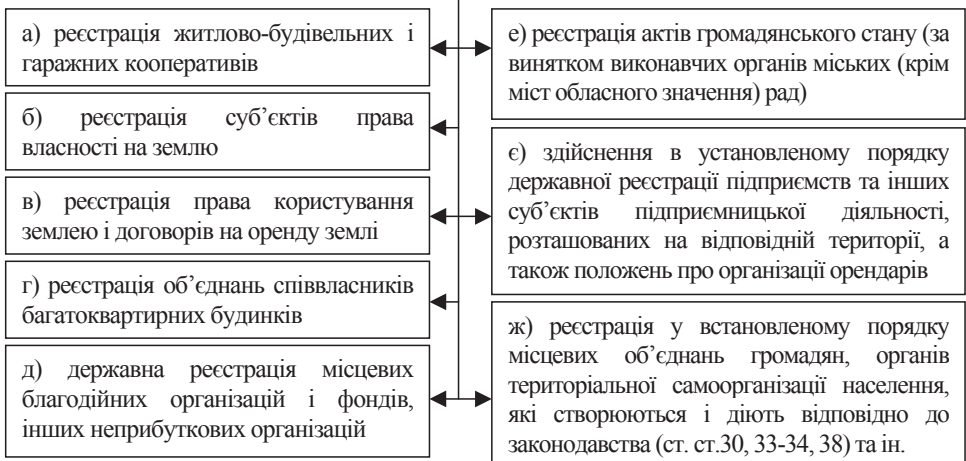 а) реєстрація житлово-будівельних і
гаражних кооперативів
б) реєстрація суб’єктів права
власності на землю
в) реєстрація права користування
землею і договорів на оренду землі
г) реєстрація об’єднань співвласників
багатоквартирних будинків
д) державна реєстрація місцевих
благодійних організацій і фондів,
інших неприбуткових організацій
е) реєстрація актів громадянського стану (за
винятком виконавчих органів міських (крім
міст обласного значення) рад)
є) здійснення в установленому порядку
державної реєстрації підприємств та інших
суб’єктів підприємницької діяльності,
розташованих на відповідній території, а
також положень про організації орендарів
ж) реєстрація у встановленому порядку
місцевих об’єднань громадян, органів
територіальної самоорганізації населення,
які створюються і діють відповідно до
законодавства (ст. ст.30, 33-34, 38) та ін.